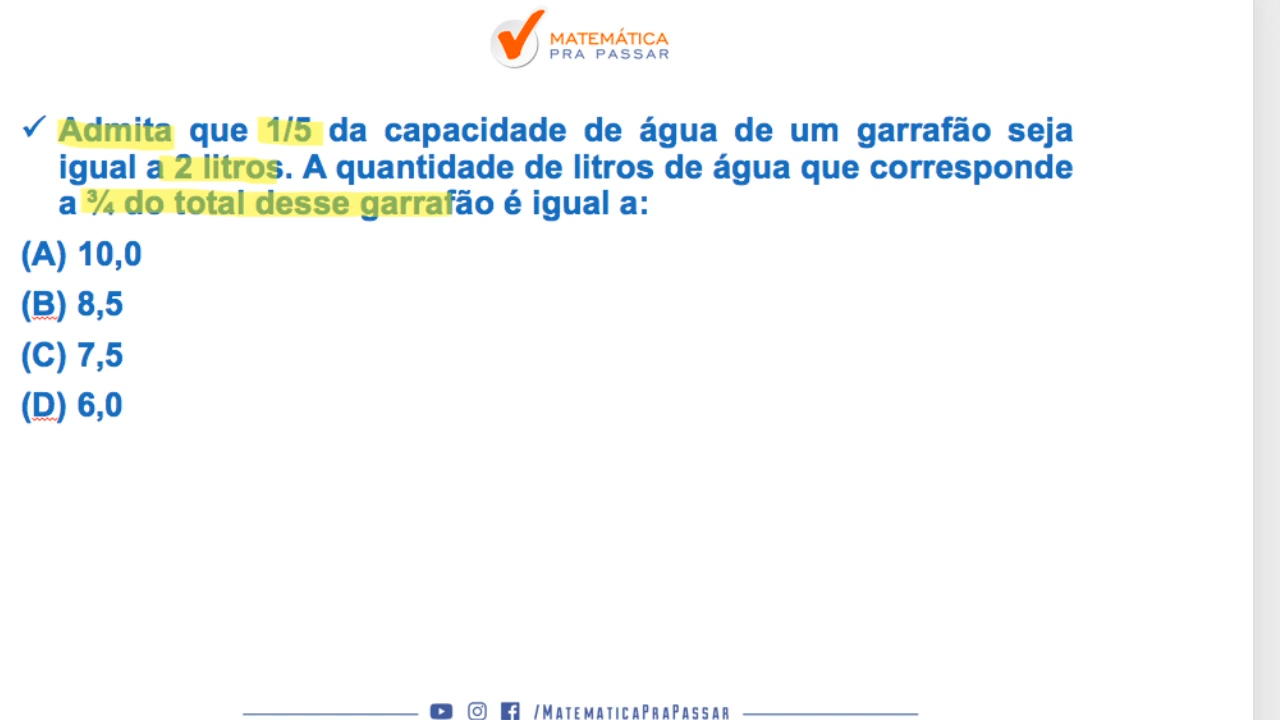 MATEMÁTICA
PRA PASSAR
✓ Admita que 1/5 da capacidade de água de um garrafão seja
igual a 2 litros. A quantidade de litros de água que corresponde
a ¾ do total desse garrafão é igual a:
(A) 10,0
(B) 8,5
(C) 7,5
(D) 6,0
/MATEMATICAPRAPASSAR